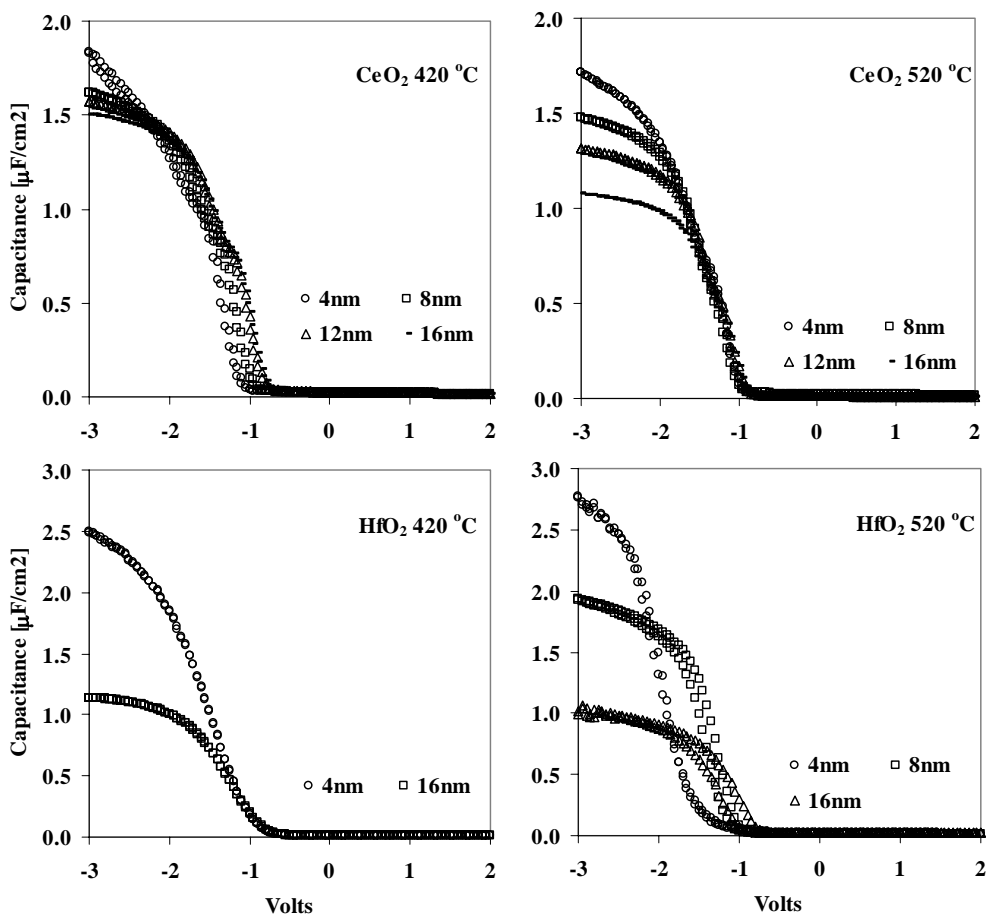 2.0
1.5
1.0
0.5
0.0
-3 -2 -1 0 1 2
Capacitance [μF/cm2]
CeO2 420 °C
4nm 8nm
12nm 16nm
2.0
1.5
1.0
0.5
0.0
-3 -2 -1 0 1 2
CeO2 520 °C
4nm 8nm
12nm 16nm
3.0
2.5
2.0
1.5
1.0
0.5
0.0
-3 -2 -1 0 1 2
Capacitance [μF/cm2]
Volts
HfO2 420 °C
4nm 16nm
3.0
2.5
2.0
1.5
1.0
0.5
0.0
-3 -2 -1 0 1 2
Volts
HfO2 520 °C
4nm 8nm
16nm